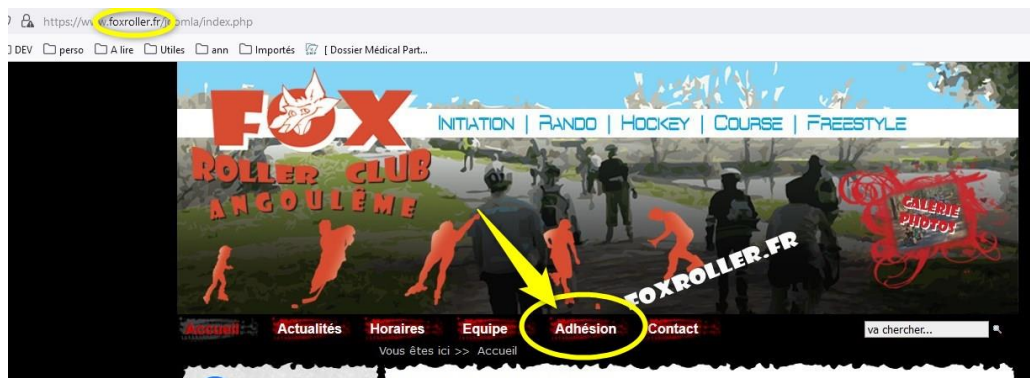 https://www.foxroller.fr/joomla/index.php
DEV perso A lire Utiles ann Importés [ Dossier Médical Part...
FOX
INITIATION | RANDO | HOCKEY | COURSE | FREESTYLE
ROLLER CLUB
ANGOULÊME
GALERIE
PHOTOS
FOXROLLER.FR
Accueil Actualités Horaires Equipe Adhésion Contact va chercher...
Vous êtes ici >> Accueil